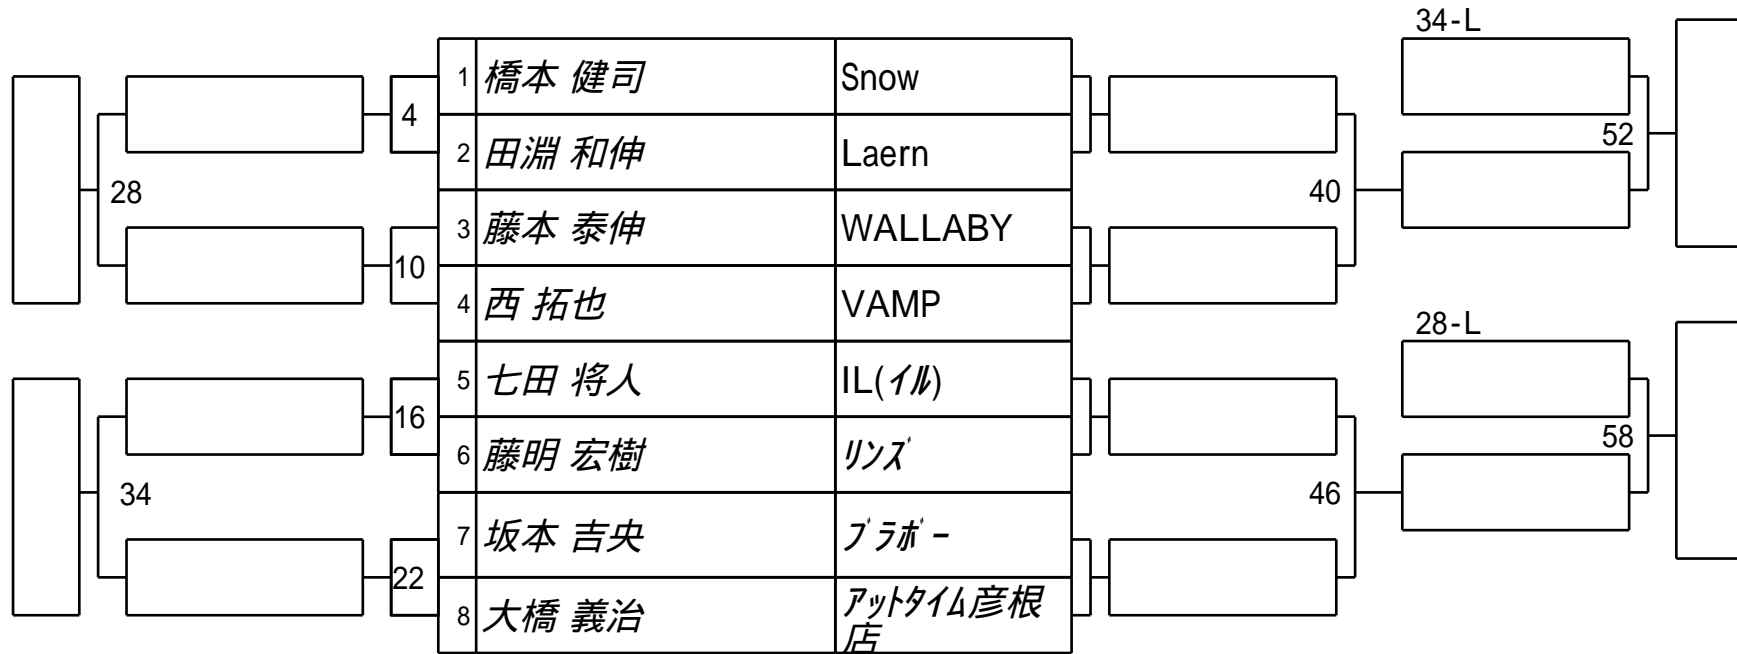 34-L
1 橋本 健司 Snow
4
2 田淵 和伸 Laern
52
28
40
3 藤本 泰伸 WALLABY
10
4 西 拓也 VAMP
28-L
5 七田 将人 IL(ｲﾙ)
16
6 藤明 宏樹 ﾘﾝｽﾞ
58
34
46
7 坂本 吉央 ﾌﾞﾗﾎﾞｰ
22
8 大橋 義治 ｱｯﾄﾀｲﾑ彦根
店